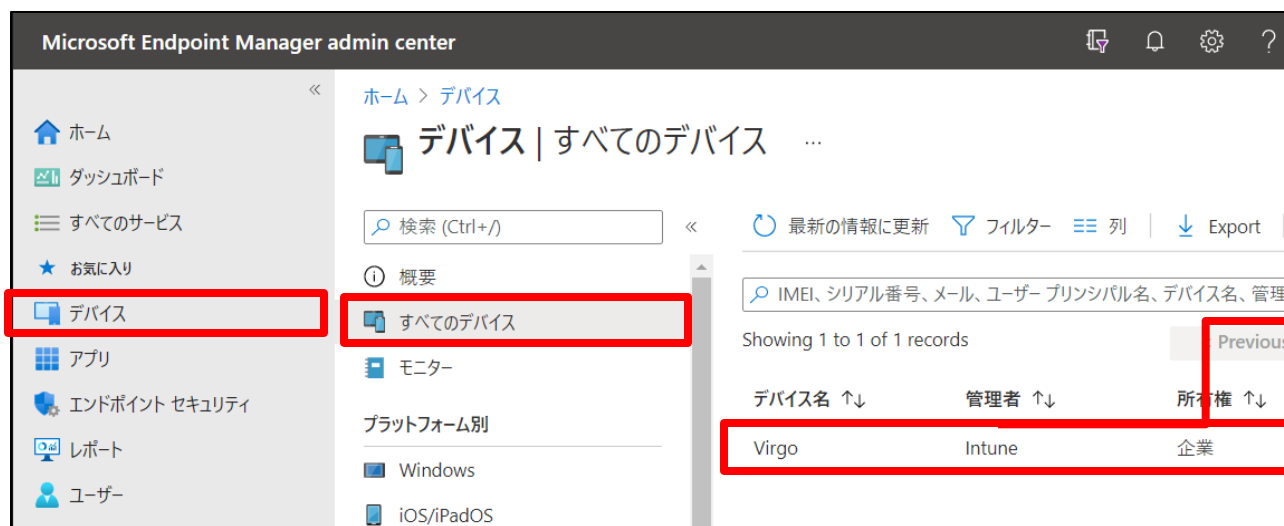 Microsoft Endpoint Manager admin center
ホーム
ダッシュボード
すべてのサービス
お気に入り
デバイス
アプリ
エンドポイント セキュリティ
レポート
ユーザー
ホーム > デバイス
デバイス | すべてのデバイス ...
検索 (Ctrl+/)
概要
すべてのデバイス
モニター
プラットフォーム別
Windows
iOS/iPadOS
最新の情報に更新 フィルター 列 Export
IMEI、シリアル番号、メール、ユーザー プリンシパル名、デバイス名、管理
Showing 1 to 1 of 1 records
Previous
デバイス名 ↑↓ 管理者 ↑↓ 所有権 ↑↓
Virgo Intune 企業